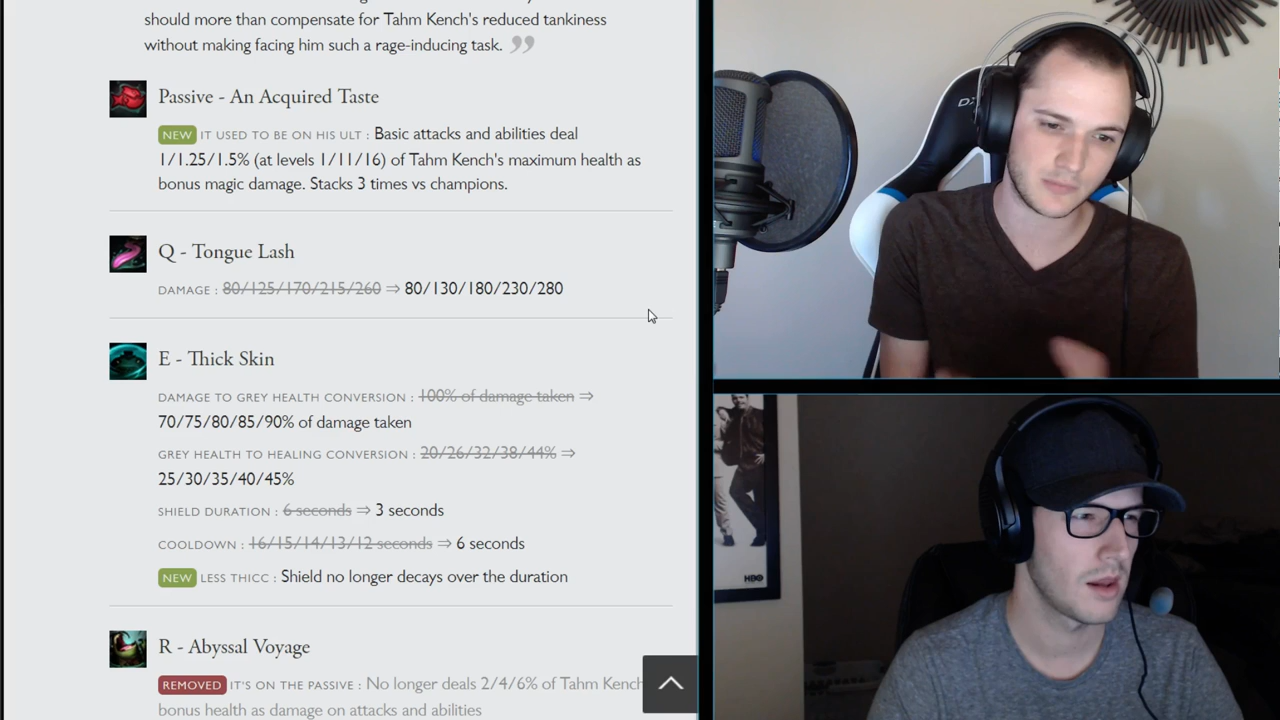 should more than compensate for Tahm Kench's reduced tankiness
without making facing him such a rage-inducing task.
Passive - An Acquired Taste
NEW IT USED TO BE ON HIS ULT : Basic attacks and abilities deal
1/1.25/1.5% (at levels 1/11/16) of Tahm Kench's maximum health as
bonus magic damage. Stacks 3 times vs champions.
Q - Tongue Lash
DAMAGE : 80/125/170/215/260 ⇒ 80/130/180/230/280
E - Thick Skin
DAMAGE TO GREY HEALTH CONVERSION : 100% of damage taken ⇒
70/75/80/85/90% of damage taken
GREY HEALTH TO HEALING CONVERSION : 20/26/32/38/44% ⇒
25/30/35/40/45%
SHIELD DURATION : 6 seconds ⇒ 3 seconds
COOLDOWN : 16/15/14/13/12 seconds ⇒ 6 seconds
NEW LESS THICC : Shield no longer decays over the duration
R - Abyssal Voyage
REMOVED IT'S ON THE PASSIVE : No longer deals 2/4/6% of Tahm Kench
bonus health as damage on attacks and abilities
DX
HBO